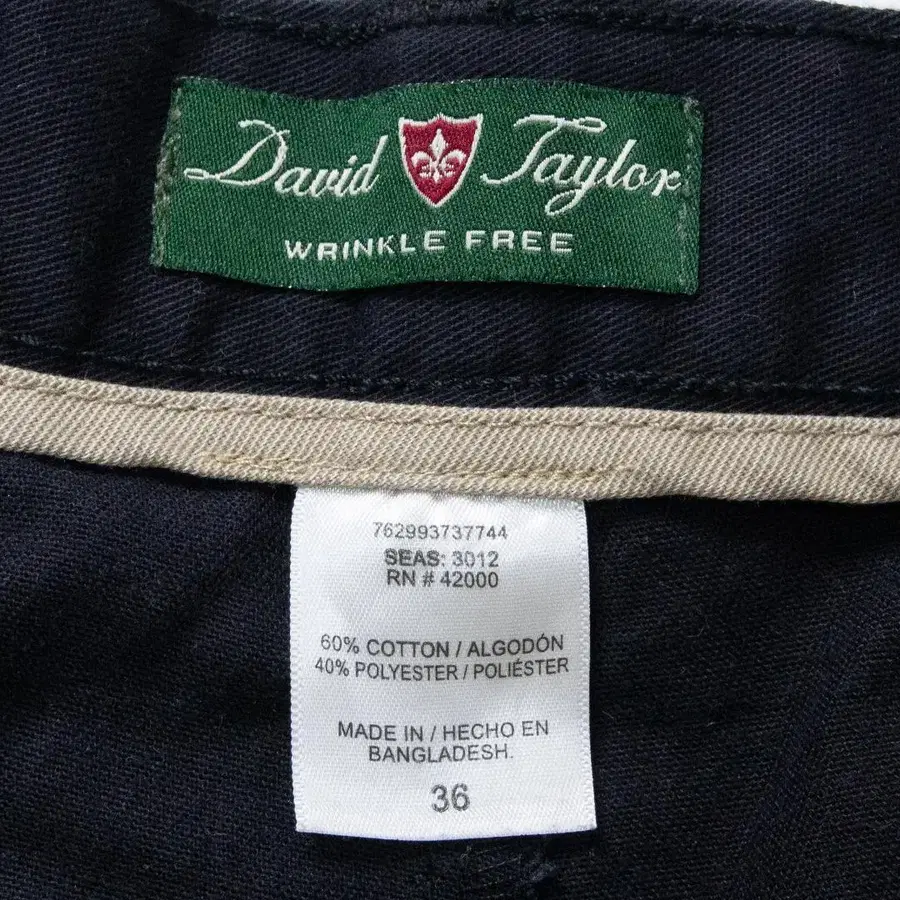 David Taylor
WRINKLE FREE
762993737744
SEAS: 3012
RN # 42000
60% COTTON / ALGODÓN
40% POLYESTER / POLIÉSTER
MADE IN / HECHO EN
BANGLADESH.
36